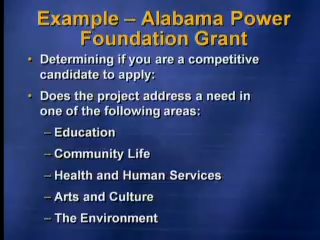 Example – Alabama Power
Foundation Grant
• Determining if you are a competitive
candidate to apply:
• Does the project address a need in
one of the following areas:
– Education
– Community Life
– Health and Human Services
– Arts and Culture
– The Environment